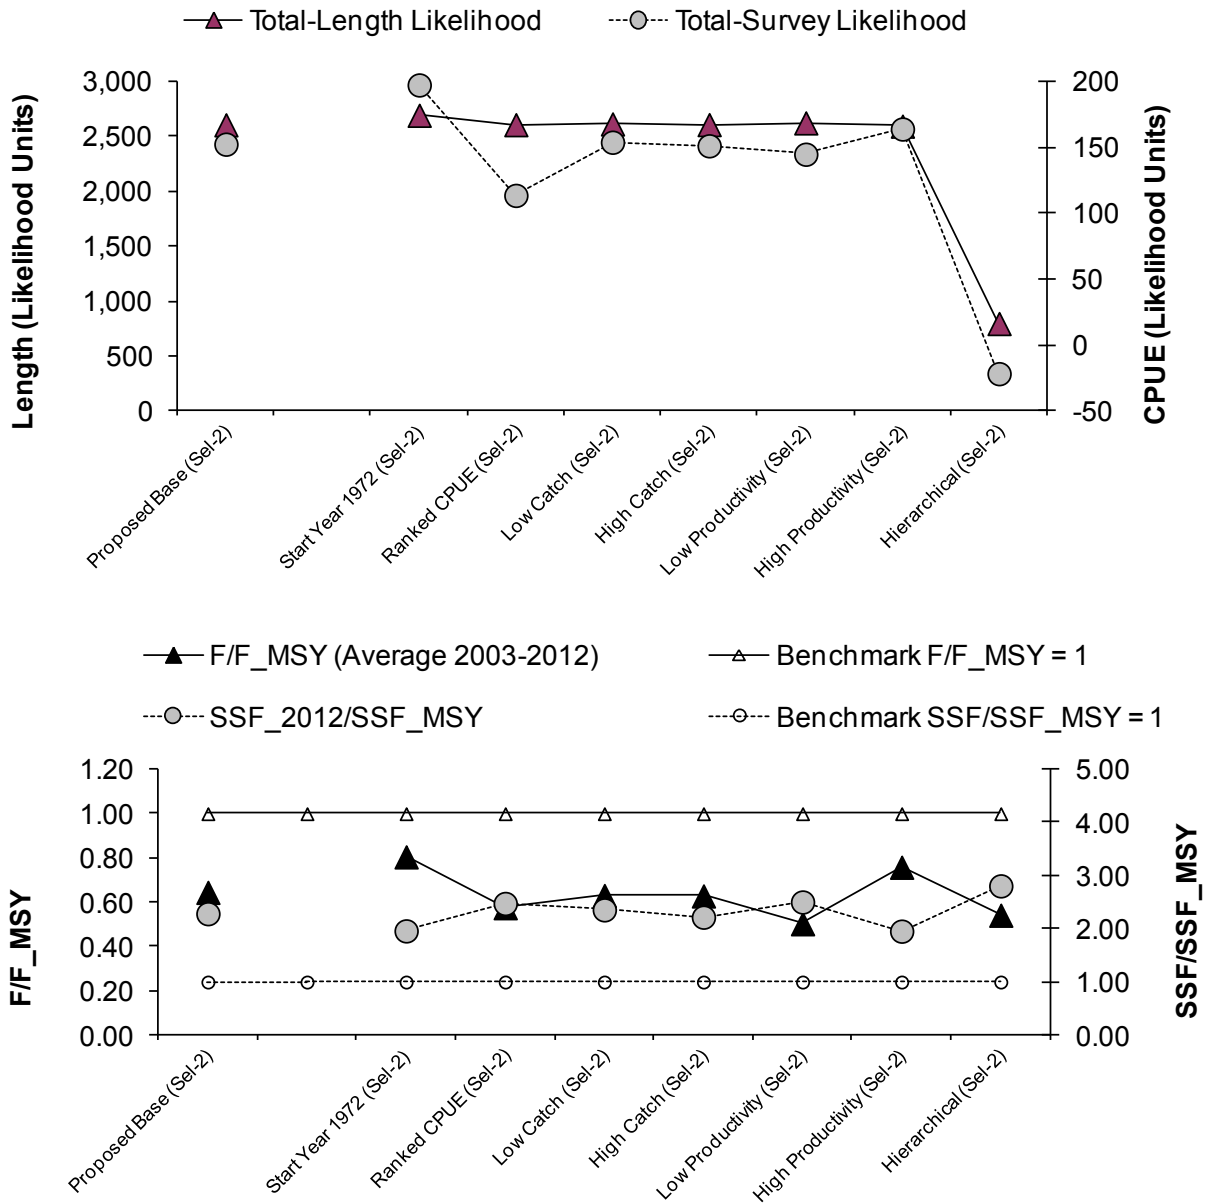 Total-Length Likelihood Total-Survey Likelihood
Length (Likelihood Units)
3,000
2,500
2,000
1,500
1,000
500
0
200
150
100
50
0
-50
CPUE (Likelihood Units)
Proposed Base (Sel-2)
Start Year 1972 (Sel-2)
Ranked CPUE (Sel-2)
Low Catch (Sel-2)
High Catch (Sel-2)
Low Productivity (Sel-2)
High Productivity (Sel-2)
Hierarchical (Sel-2)
F/F_MSY (Average 2003-2012) Benchmark F/F_MSY = 1
SSF_2012/SSF_MSY Benchmark SSF/SSF_MSY = 1
F/F_MSY
1.20
1.00
0.80
0.60
0.40
0.20
0.00
5.00
4.00
3.00
2.00
1.00
0.00
SSF/SSF_MSY
Proposed Base (Sel-2)
Start Year 1972 (Sel-2)
Ranked CPUE (Sel-2)
Low Catch (Sel-2)
High Catch (Sel-2)
Low Productivity (Sel-2)
High Productivity (Sel-2)
Hierarchical (Sel-2)